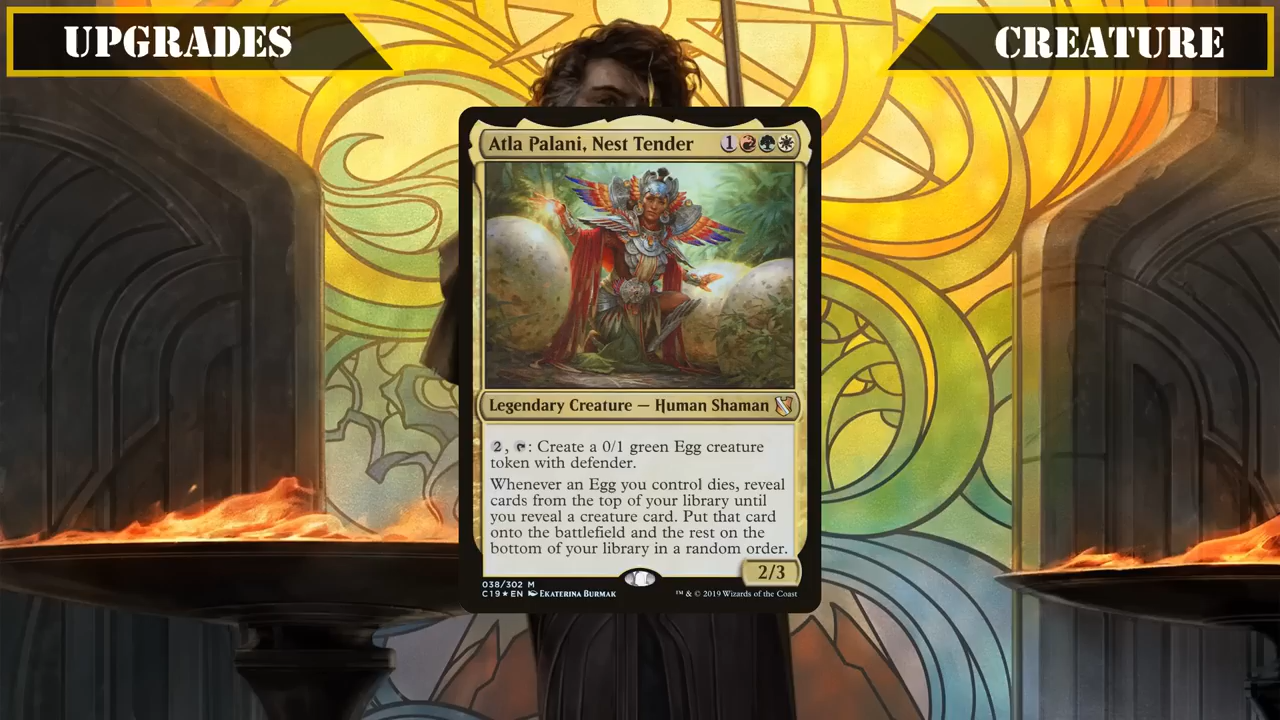 UPGRADES
CREATURE
Atla Palani, Nest Tender 1
Legendary Creature — Human Shaman
2, : Create a 0/1 green Egg creature
token with defender.
Whenever an Egg you control dies, reveal
cards from the top of your library until
you reveal a creature card. Put that card
onto the battlefield and the rest on the
bottom of your library in a random order.
2/3
038/302 M
C19★EN Ekaterina Burmak
™ & © 2019 Wizards of the Coast